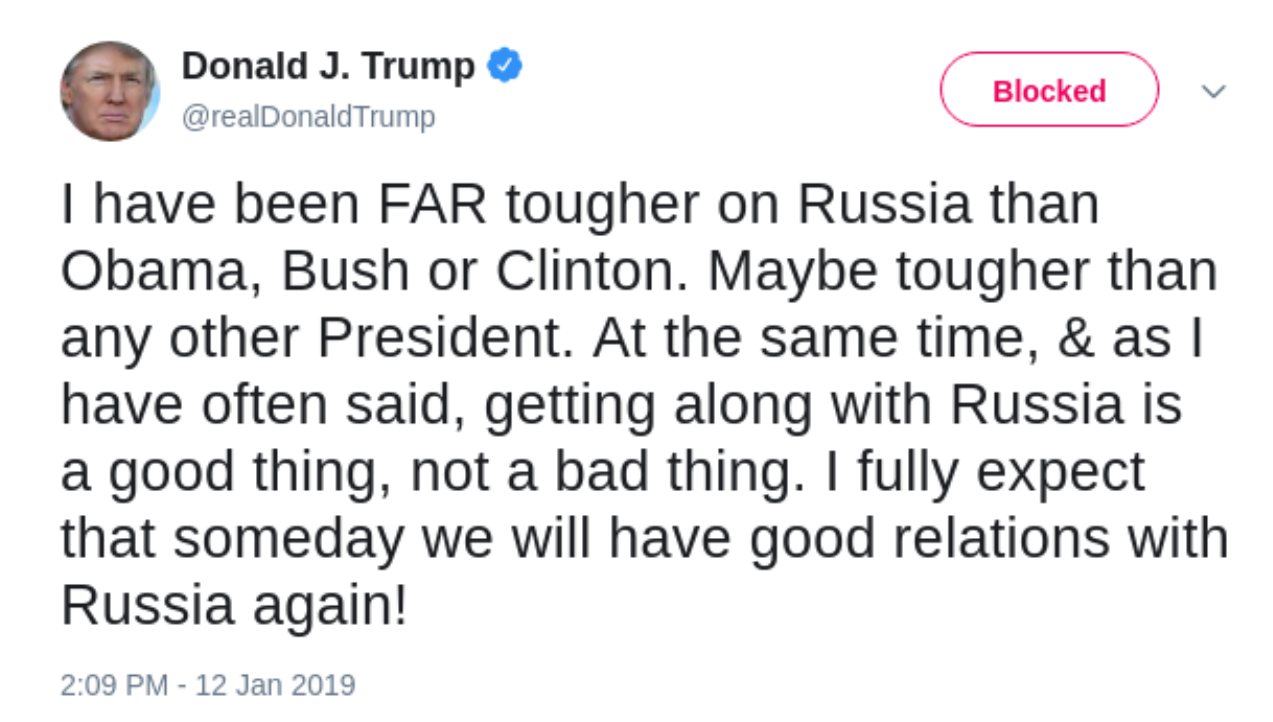 Donald J. Trump
@realDonaldTrump
Blocked
I have been FAR tougher on Russia than
Obama, Bush or Clinton. Maybe tougher than
any other President. At the same time, & as I
have often said, getting along with Russia is
a good thing, not a bad thing. I fully expect
that someday we will have good relations with
Russia again!
2:09 PM - 12 Jan 2019